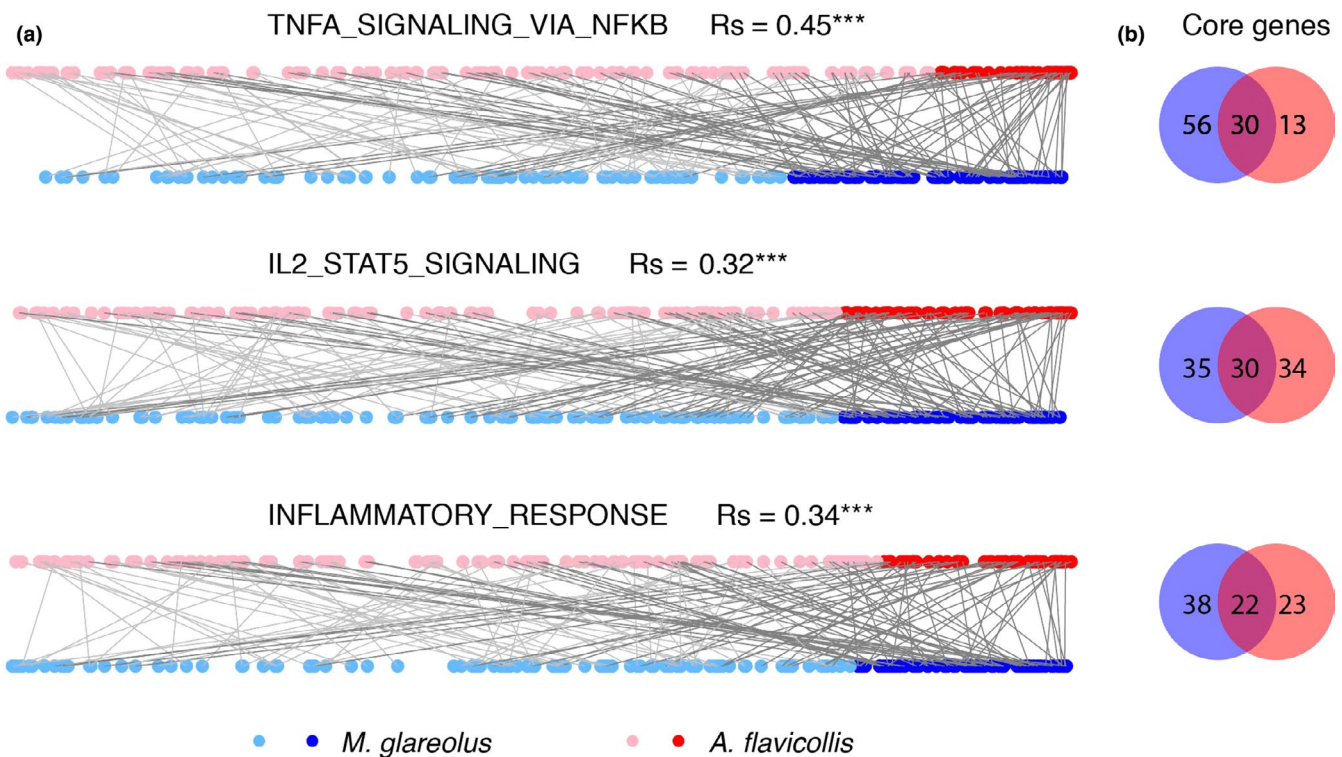 (a) TNFA_SIGNALING_VIA_NFKB Rs = 0.45***
(b) Core genes
56 30 13
IL2_STAT5_SIGNALING Rs = 0.32***
35 30 34
INFLAMMATORY_RESPONSE Rs = 0.34***
38 22 23
M. glareolus A. flavicollis